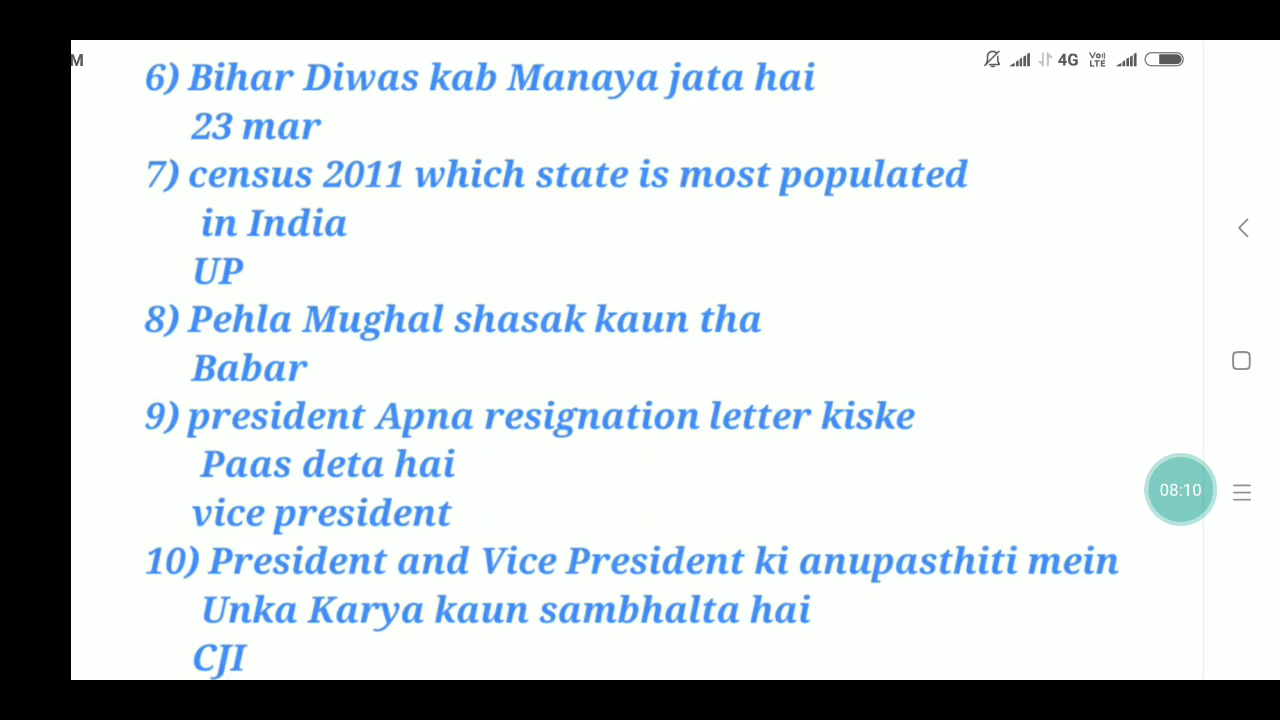 M
4G
Vo))
LTE
6) Bihar Diwas kab Manaya jata hai
23 mar
7) census 2011 which state is most populated
in India
UP
8) Pehla Mughal shasak kaun tha
Babar
9) president Apna resignation letter kiske
Paas deta hai
vice president
08:10
10) President and Vice President ki anupasthiti mein
Unka Karya kaun sambhalta hai
CJI